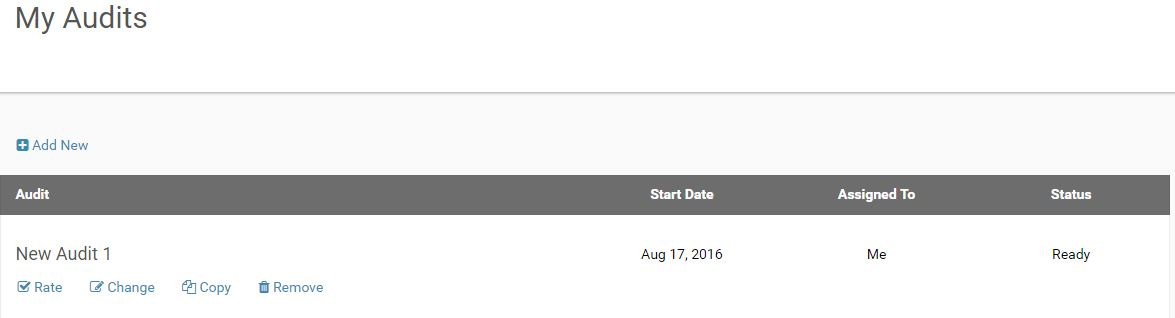 My Audits
Add New
Audit Start Date Assigned To Status
New Audit 1 Aug 17, 2016 Me Ready
Rate Change Copy Remove